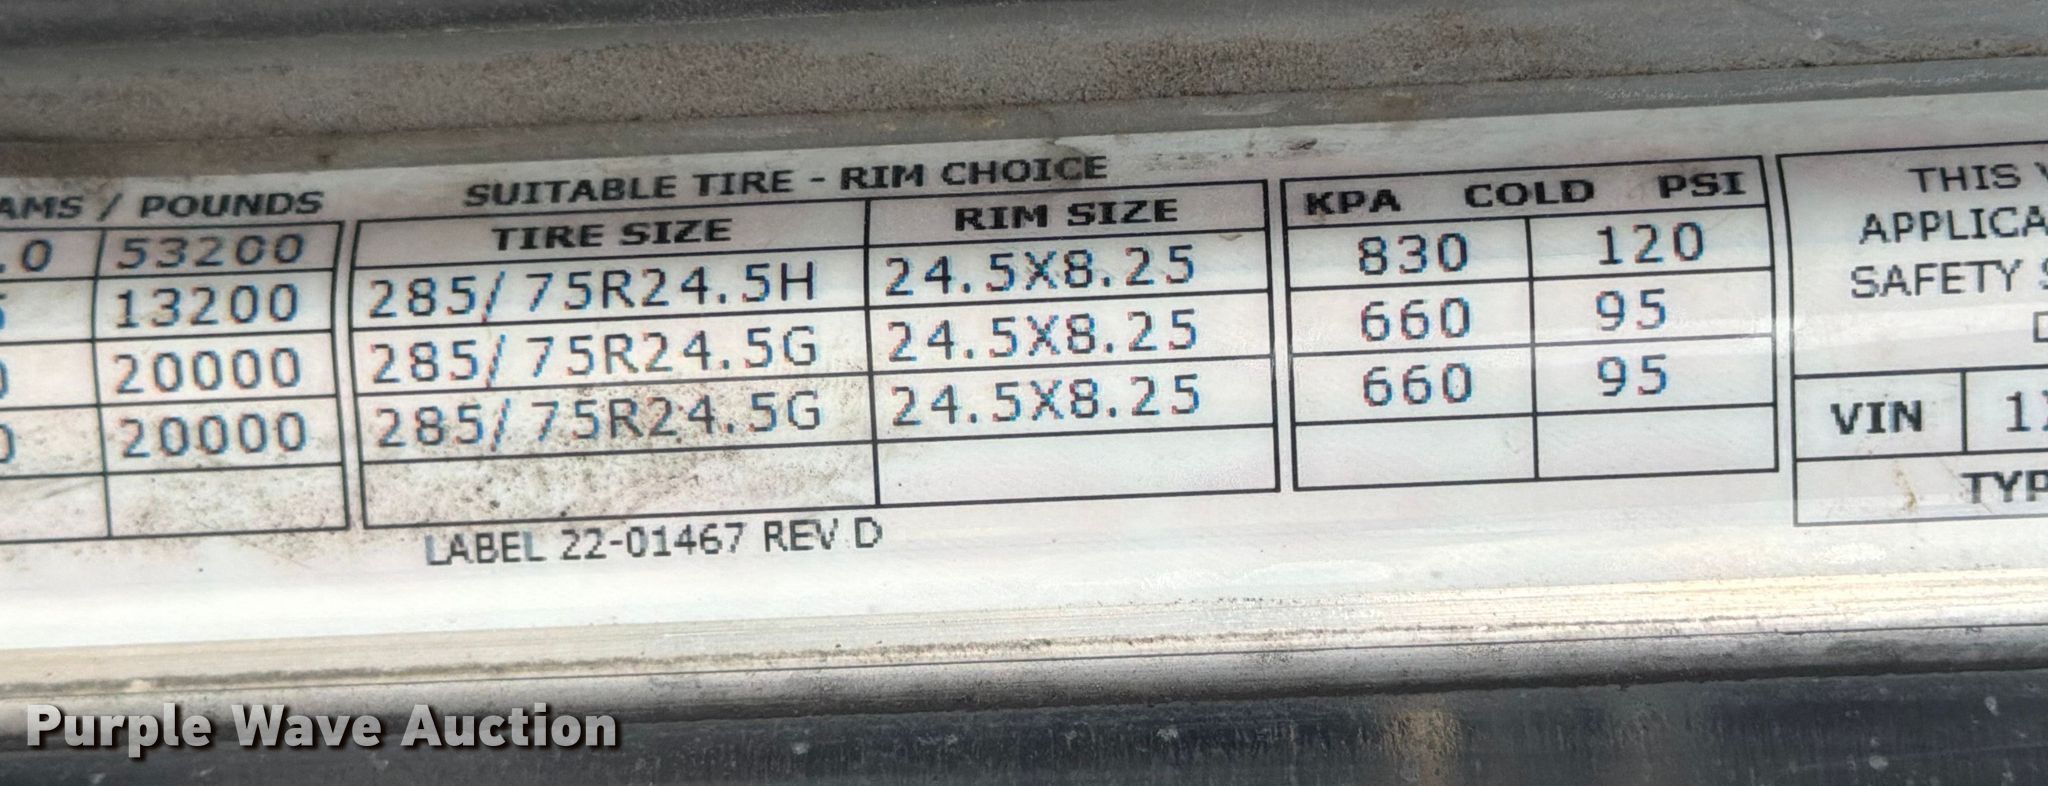 AMS / POUNDS
SUITABLE TIRE - RIM CHOICE
TIRE SIZE RIM SIZE
KPA COLD PSI
.0 53200
13200 285/ 75R24.5H 24.5X8.25 830 120
20000 285/ 75R24.5G 24.5X8.25 660 95
20000 285/ 75R24.5G 24.5X8.25 660 95
LABEL 22-01467 REV D
THIS
APPLICA
SAFETY
VIN
TYP
Purple Wave Auction